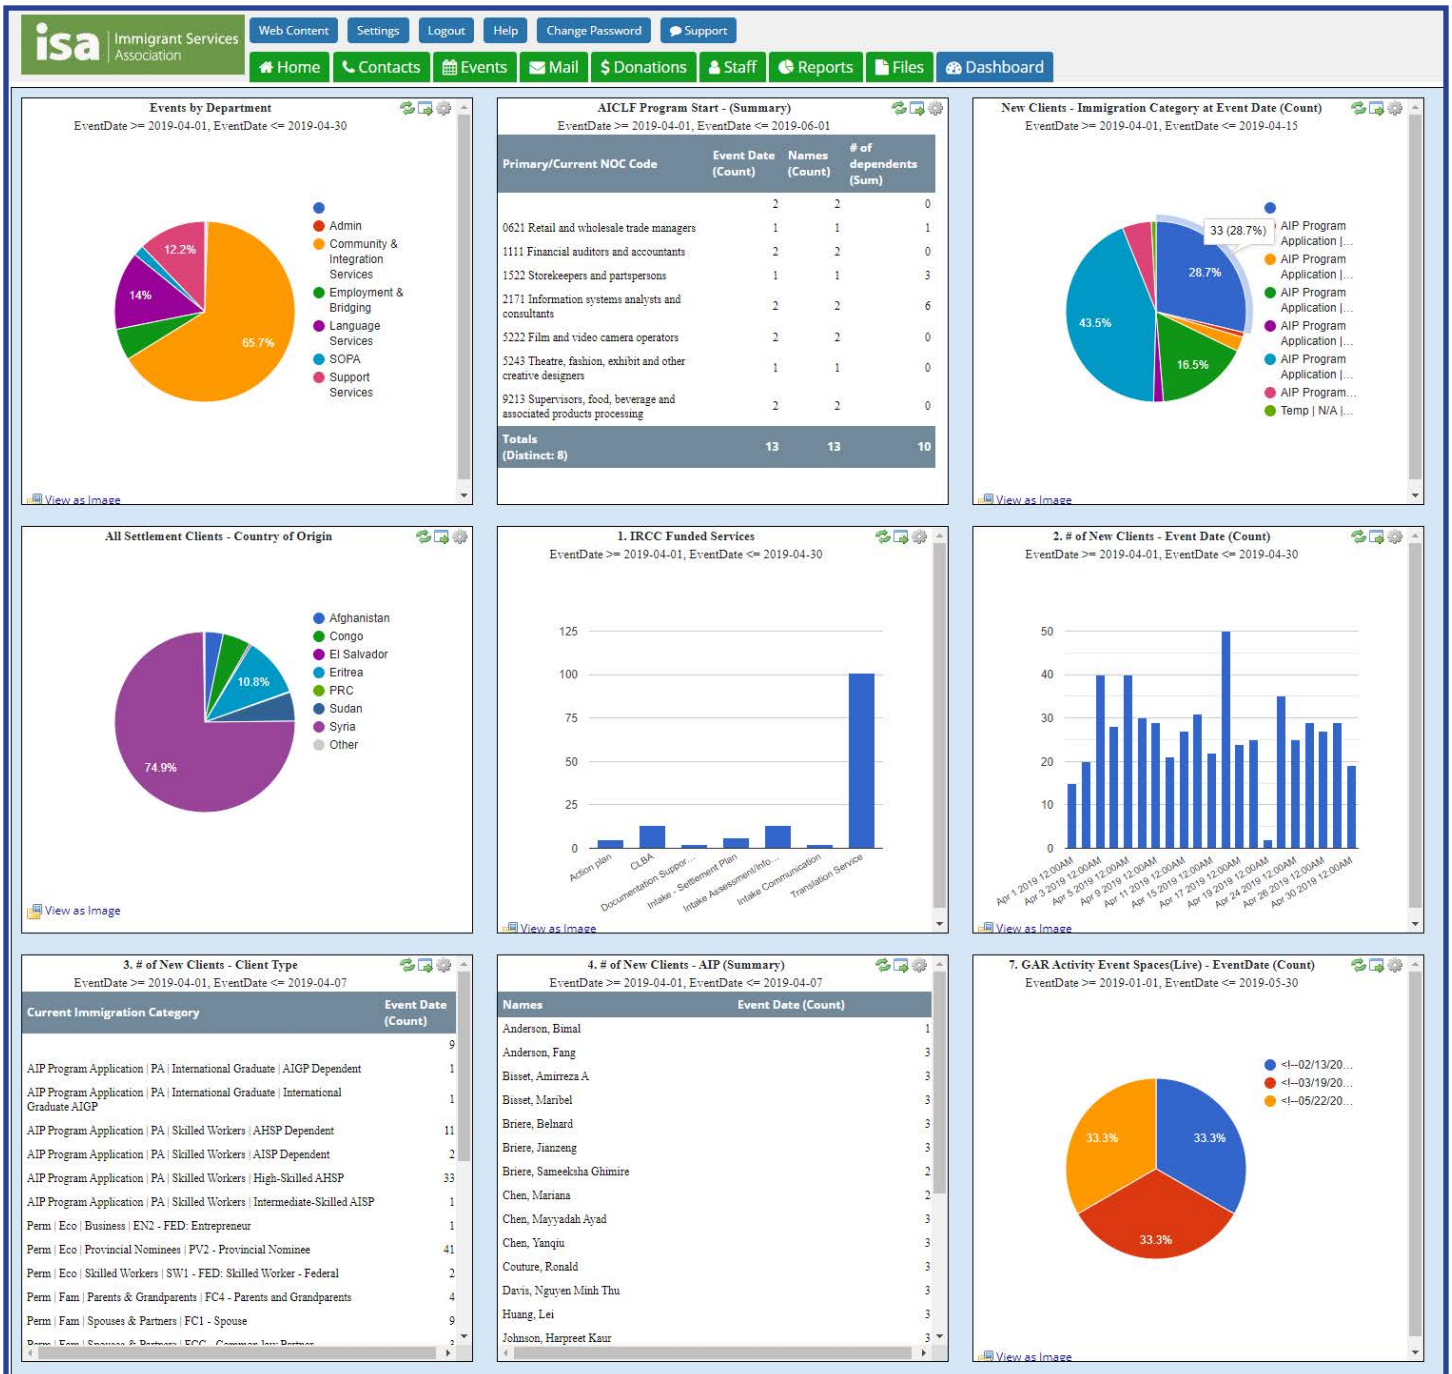 isa Immigrant Services
Association
Web Content Settings Logout Help Change Password Support
Home Contacts Events Mail $ Donations Staff Reports Files Dashboard
Events by Department
EventDate >= 2019-04-01, EventDate <= 2019-04-30
Admin
Community &
Integration
Services
Employment &
Bridging
Language
Services
SOPA
Support
Services
12.2%
14%
65.7%
View as Image
AICLF Program Start - (Summary)
EventDate >= 2019-04-01, EventDate <= 2019-06-01
Primary/Current NOC Code Event Date (Count) Names (Count) # of dependents (Sum)
2 2 0
0621 Retail and wholesale trade managers 1 1 1
1111 Financial auditors and accountants 2 2 0
1522 Storekeepers and partspersons 1 1 3
2171 Information systems analysts and
consultants 2 2 6
5222 Film and video camera operators 2 2 0
5243 Theatre, fashion, exhibit and other
creative designers 1 1 0
9213 Supervisors, food, beverage and
associated products processing 2 2 0
Totals
(Distinct: 8) 13 13 10
New Clients - Immigration Category at Event Date (Count)
EventDate >= 2019-04-01, EventDate <= 2019-04-15
33 (28.7%)
28.7%
43.5%
16.5%
AIP Program
Application |...
AIP Program
Application |...
AIP Program
Application |...
AIP Program
Application |...
AIP Program
Application |...
AIP Program...
Temp | N/A |...
View as Image
All Settlement Clients - Country of Origin
Afghanistan
Congo
El Salvador
Eritrea
PRC
Sudan
Syria
Other
10.8%
74.9%
View as Image
1. IRCC Funded Services
EventDate >= 2019-04-01, EventDate <= 2019-04-30
125
100
75
50
25
0
Action plan
CLBA
Documentation Suppor...
Intake - Settlement Plan
Intake Assessment/Info...
Intake Communication
Translation Service
View as Image
2. # of New Clients - Event Date (Count)
EventDate >= 2019-04-01, EventDate <= 2019-04-30
50
40
30
20
10
0
Apr 1 2019 12:00AM
Apr 3 2019 12:00AM
Apr 5 2019 12:00AM
Apr 9 2019 12:00AM
Apr 11 2019 12:00AM
Apr 15 2019 12:00AM
Apr 17 2019 12:00AM
Apr 19 2019 12:00AM
Apr 24 2019 12:00AM
Apr 26 2019 12:00AM
Apr 30 2019 12:00AM
View as Image
3. # of New Clients - Client Type
EventDate >= 2019-04-01, EventDate <= 2019-04-07
Current Immigration Category Event Date (Count)
9
AIP Program Application | PA | International Graduate | AIGP Dependent 1
AIP Program Application | PA | International Graduate | International
Graduate AIGP 1
AIP Program Application | PA | Skilled Workers | AHSP Dependent 11
AIP Program Application | PA | Skilled Workers | AISP Dependent 2
AIP Program Application | PA | Skilled Workers | High-Skilled AHSP 33
AIP Program Application | PA | Skilled Workers | Intermediate-Skilled AISP 1
Perm | Eco | Business | EN2 - FED: Entrepreneur 1
Perm | Eco | Provincial Nominees | PV2 - Provincial Nominee 41
Perm | Eco | Skilled Workers | SW1 - FED: Skilled Worker - Federal 2
Perm | Fam | Parents & Grandparents | FC4 - Parents and Grandparents 4
Perm | Fam | Spouses & Partners | FC1 - Spouse 9
4. # of New Clients - AIP (Summary)
EventDate >= 2019-04-01, EventDate <= 2019-04-07
Names Event Date (Count)
Anderson, Bimal 1
Anderson, Fang 3
Bisset, Amirreza A 3
Bisset, Maribel 3
Briere, Belnard 3
Briere, Jianzeng 3
Briere, Sameeksha Ghimire 2
Chen, Mariana 2
Chen, Mayyadah Ayad 3
Chen, Yanqiu 3
Couture, Ronald 3
Davis, Nguyen Minh Thu 3
Huang, Lei 3
Johnson, Harpreet Kaur 3
7. GAR Activity Event Spaces(Live) - EventDate (Count)
EventDate >= 2019-01-01, EventDate <= 2019-05-30
<!--02/13/20...
<!--03/19/20...
<!--05/22/20...
33.3%
33.3%
33.3%
View as Image